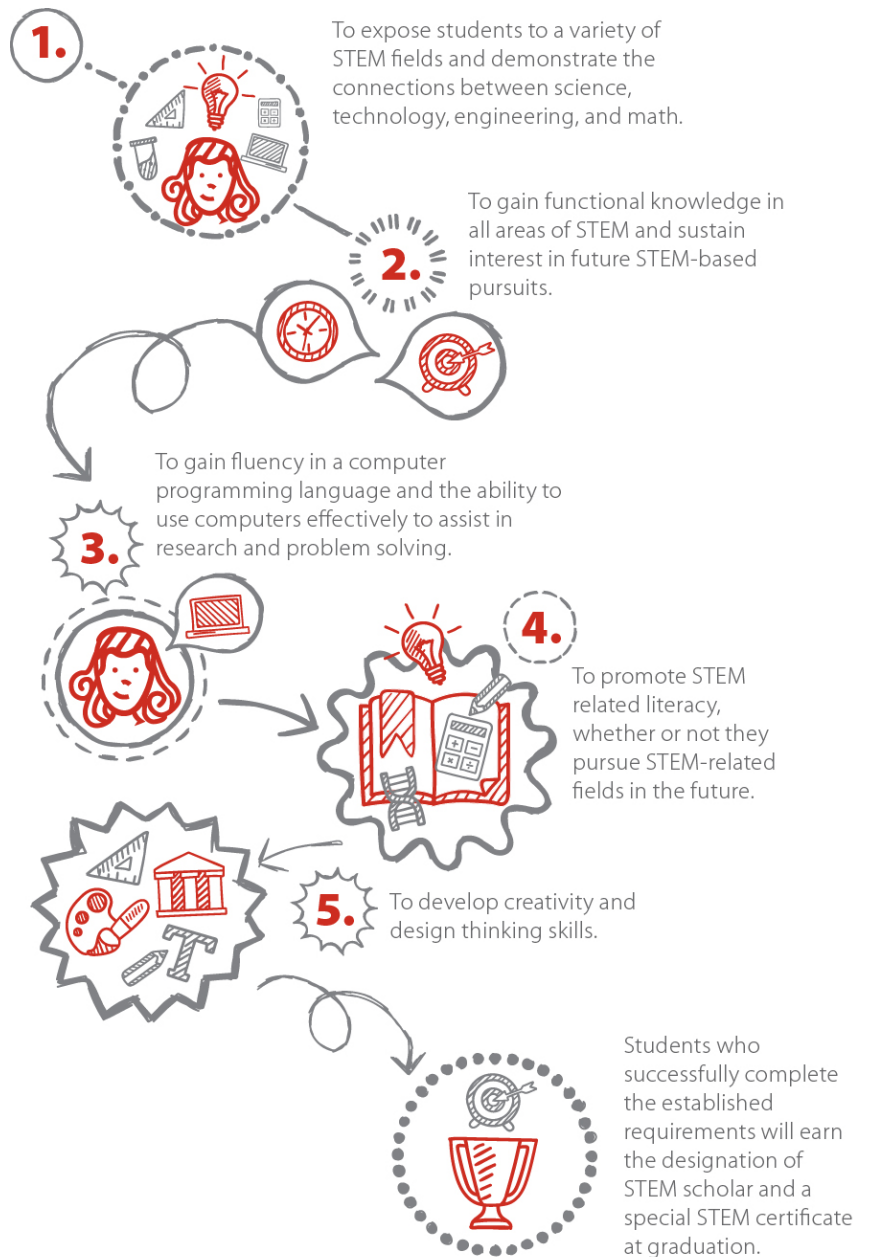 1.
To expose students to a variety of
STEM fields and demonstrate the
connections between science,
technology, engineering, and math.
2.
To gain functional knowledge in
all areas of STEM and sustain
interest in future STEM-based
pursuits.
3.
To gain fluency in a computer
programming language and the ability to
use computers effectively to assist in
research and problem solving.
4.
To promote STEM
related literacy,
whether or not they
pursue STEM-related
fields in the future.
5.
To develop creativity and
design thinking skills.
T
Students who
successfully complete
the established
requirements will earn
the designation of
STEM scholar and a
special STEM certificate
at graduation.